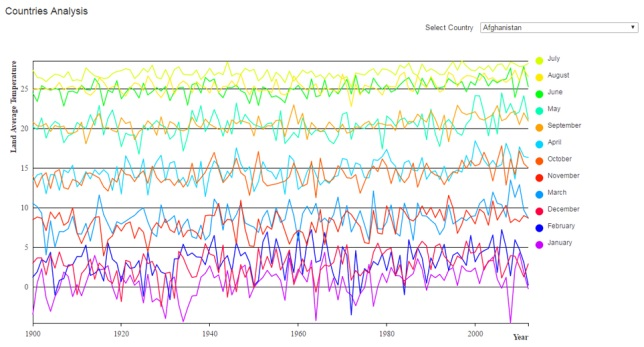 Countries Analysis
Select Country
Afghanistan
Land Average Temperature
25
20
15
10
5
0
1900
1920
1940
1960
1980
2000
Year
July
August
June
May
September
April
October
November
March
December
February
January